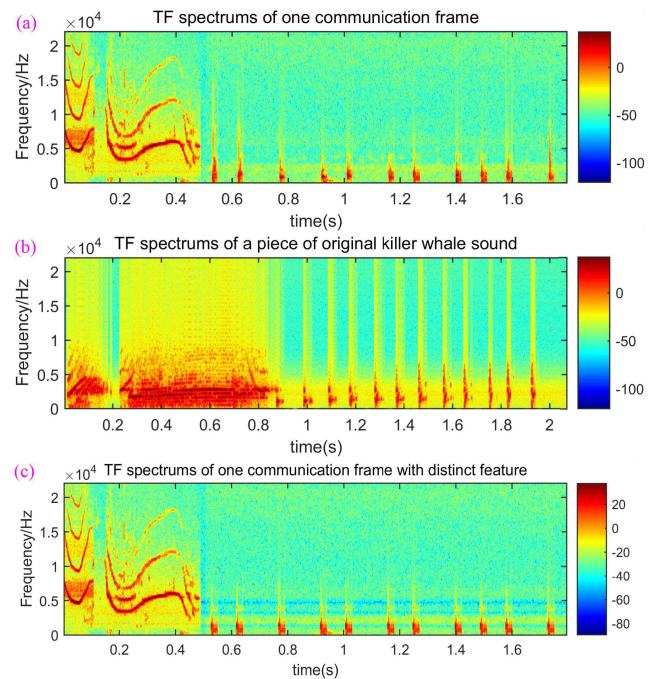 (a)
TF spectrums of one communication frame
×10⁴
Frequency/Hz
2
1.5
1
0.5
0
0.2 0.4 0.6 0.8 1 1.2 1.4 1.6
time(s)
0
-50
-100
(b)
TF spectrums of a piece of original killer whale sound
×10⁴
Frequency/Hz
2
1.5
1
0.5
0
0.2 0.4 0.6 0.8 1 1.2 1.4 1.6 1.8 2
time(s)
0
-50
-100
(c)
TF spectrums of one communication frame with distinct feature
×10⁴
Frequency/Hz
2
1.5
1
0.5
0
0.2 0.4 0.6 0.8 1 1.2 1.4 1.6
time(s)
20
0
-20
-40
-60
-80